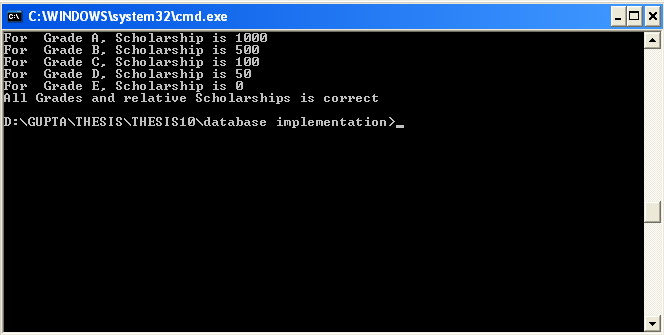 C:\WINDOWS\system32\cmd.exe
For  Grade A, Scholarship is 1000
For  Grade B, Scholarship is 500
For  Grade C, Scholarship is 100
For  Grade D, Scholarship is 50
For  Grade E, Scholarship is 0
All Grades and relative Scholarships is correct
D:\GUPTA\THESIS\THESIS10\database implementation>_